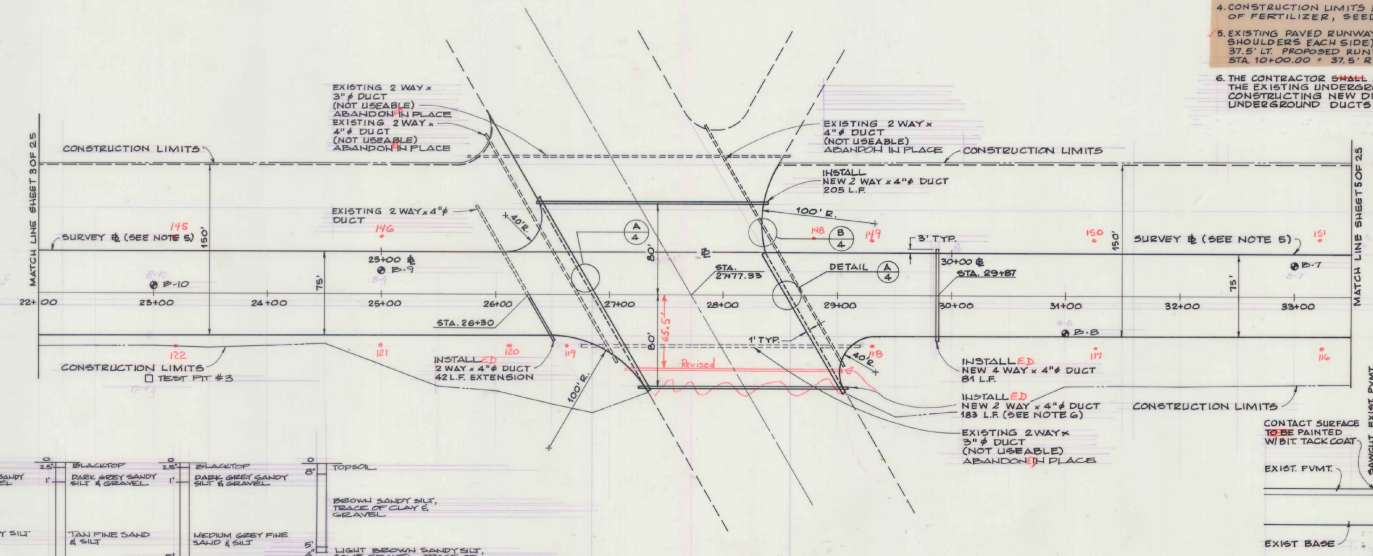 4. CONSTRUCTION LIMITS
OF FERTILIZER, SEED
5. EXISTING PAVED RUNWAY
SHOULDERS EACH SIDE)
37.5' LT. PROPOSED RUN
STA. 10+00.00 = 37.5' R
6. THE CONTRACTOR SHALL
THE EXISTING UNDERGR
CONSTRUCTING NEW D
UNDERGROUND DUCTS
EXISTING 2 WAY x
3"⌀ DUCT
(NOT USEABLE)
ABANDON IN PLACE
EXISTING 2 WAY x
4"⌀ DUCT
(NOT USEABLE)
ABANDON IN PLACE
EXISTING 2 WAY x
4"⌀ DUCT
(NOT USEABLE)
ABANDON IN PLACE
CONSTRUCTION LIMITS
CONSTRUCTION LIMITS
INSTALL
NEW 2 WAY x 4"⌀ DUCT
205 L.F.
MATCH LINE SHEET 3 OF 25
MATCH LINE SHEET 5 OF 25
EXISTING 2 WAY x 4"⌀
DUCT
40'R.
100' R.
A
4
B
4
145
146
148
149
150
151
SURVEY ℄ (SEE NOTE 5)
SURVEY ℄ (SEE NOTE 5)
150'
150'
80'
℄
3' TYP.
25+00 ℄
B-9
B-10
STA.
27+77.33
DETAIL
A
4
30+00 ℄
STA. 29+87
B-7
75'
75'
22+00
23+00
24+00
25+00
26+00
27+00
28+00
29+00
30+00
31+00
32+00
33+00
STA. 26+30
65.5'
80'
1' TYP.
B-8
122
121
120
119
118
117
116
CONSTRUCTION LIMITS
TEST PIT #3
INSTALLED
2 WAY x 4"⌀ DUCT
42 L.F. EXTENSION
100' R.
Revised
40'R.
INSTALLED
NEW 4 WAY x 4"⌀ DUCT
81 L.F.
INSTALLED
NEW 2 WAY x 4"⌀ DUCT
183 L.F. (SEE NOTE 6)
EXISTING 2 WAY x
3"⌀ DUCT
(NOT USEABLE)
ABANDON IN PLACE
CONSTRUCTION LIMITS
CONTACT SURFACE
TO BE PAINTED
W/BIT. TACK COAT
SAWCUT EXIST. PVMT.
EXIST. PVMT.
EXIST BASE
BLACKTOP
DARK GREY SANDY
SILT & GRAVEL
TAN FINE SAND
& SILT
BLACKTOP
DARK GREY SANDY
SILT & GRAVEL
MEDIUM GREY FINE
SAND & SILT
TOPSOIL
BROWN SANDY SILT,
TRACE OF CLAY &
GRAVEL
LIGHT BROWN SANDY SILT,